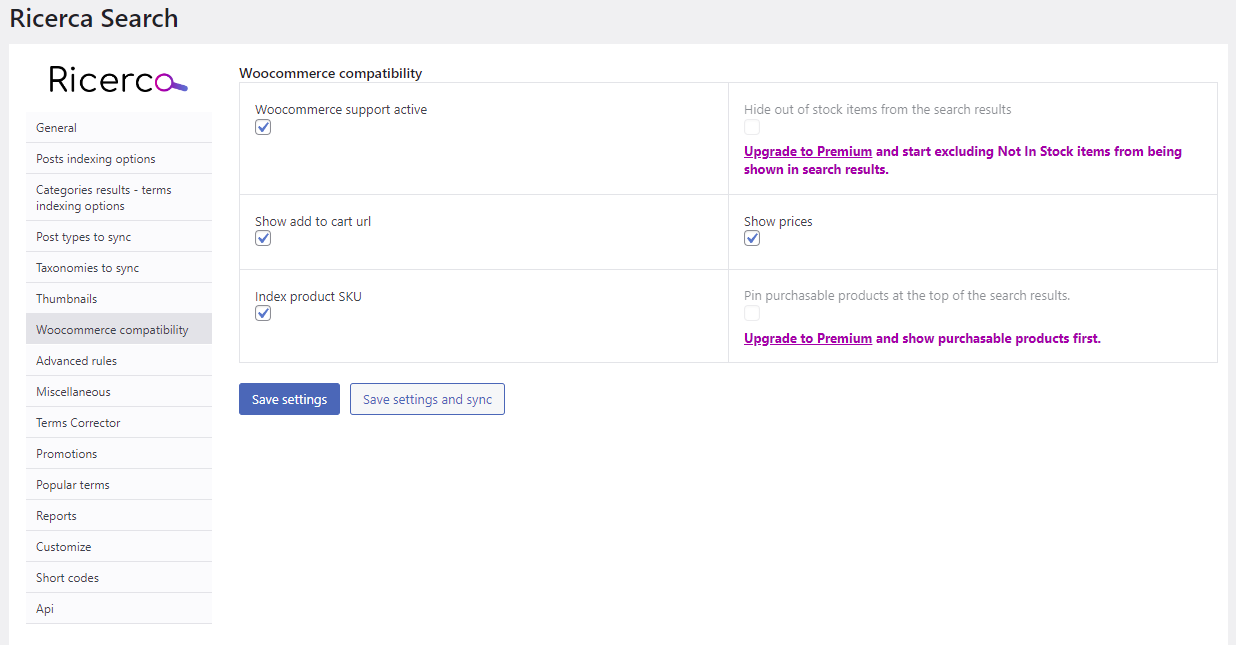 Ricerca Search
Ricerca
General
Posts indexing options
Categories results - terms
indexing options
Post types to sync
Taxonomies to sync
Thumbnails
Woocommerce compatibility
Advanced rules
Miscellaneous
Terms Corrector
Promotions
Popular terms
Reports
Customize
Short codes
Api
Woocommerce compatibility
Woocommerce support active
Hide out of stock items from the search results
Upgrade to Premium and start excluding Not In Stock items from being
shown in search results.
Show add to cart url
Show prices
Index product SKU
Pin purchasable products at the top of the search results.
Upgrade to Premium and show purchasable products first.
Save settings
Save settings and sync